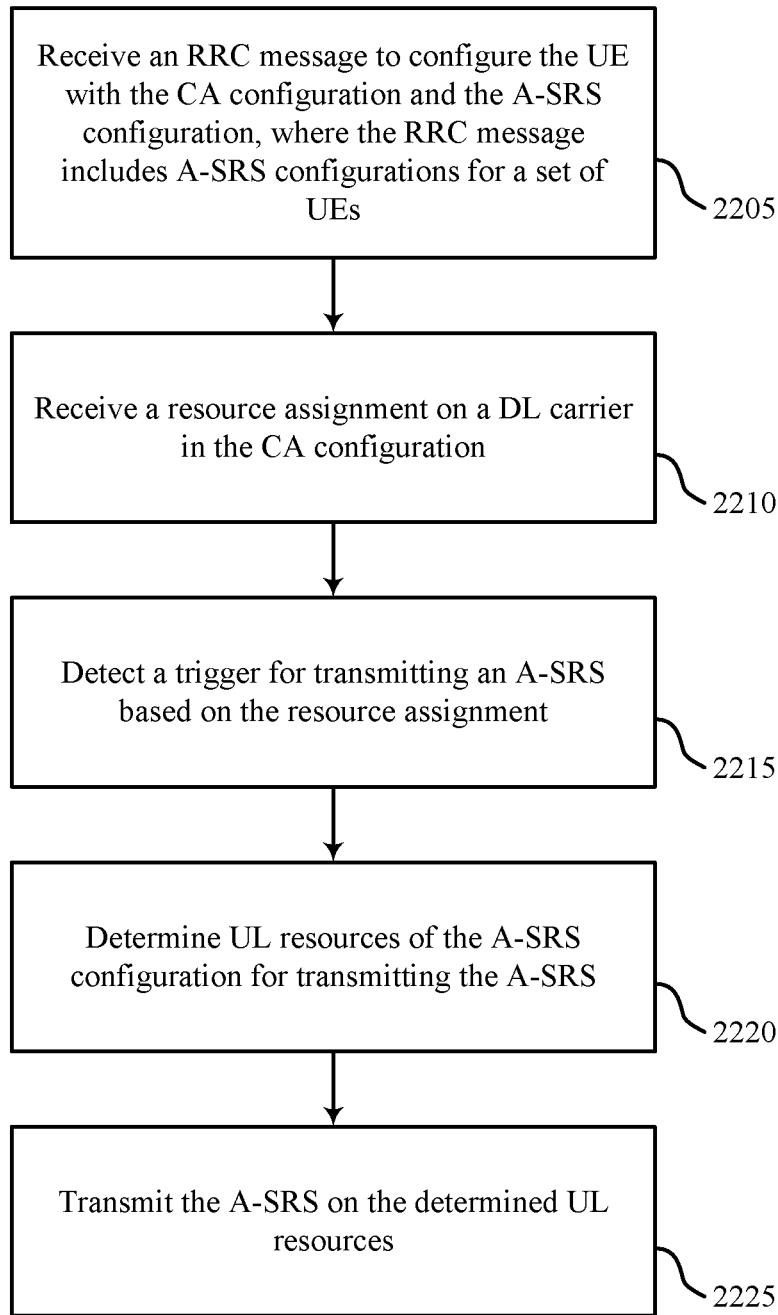 Receive an RRC message to configure the UE
with the CA configuration and the A-SRS
configuration, where the RRC message
includes A-SRS configurations for a set of
UEs
2205
Receive a resource assignment on a DL carrier
in the CA configuration
2210
Detect a trigger for transmitting an A-SRS
based on the resource assignment
2215
Determine UL resources of the A-SRS
configuration for transmitting the A-SRS
2220
Transmit the A-SRS on the determined UL
resources
2225